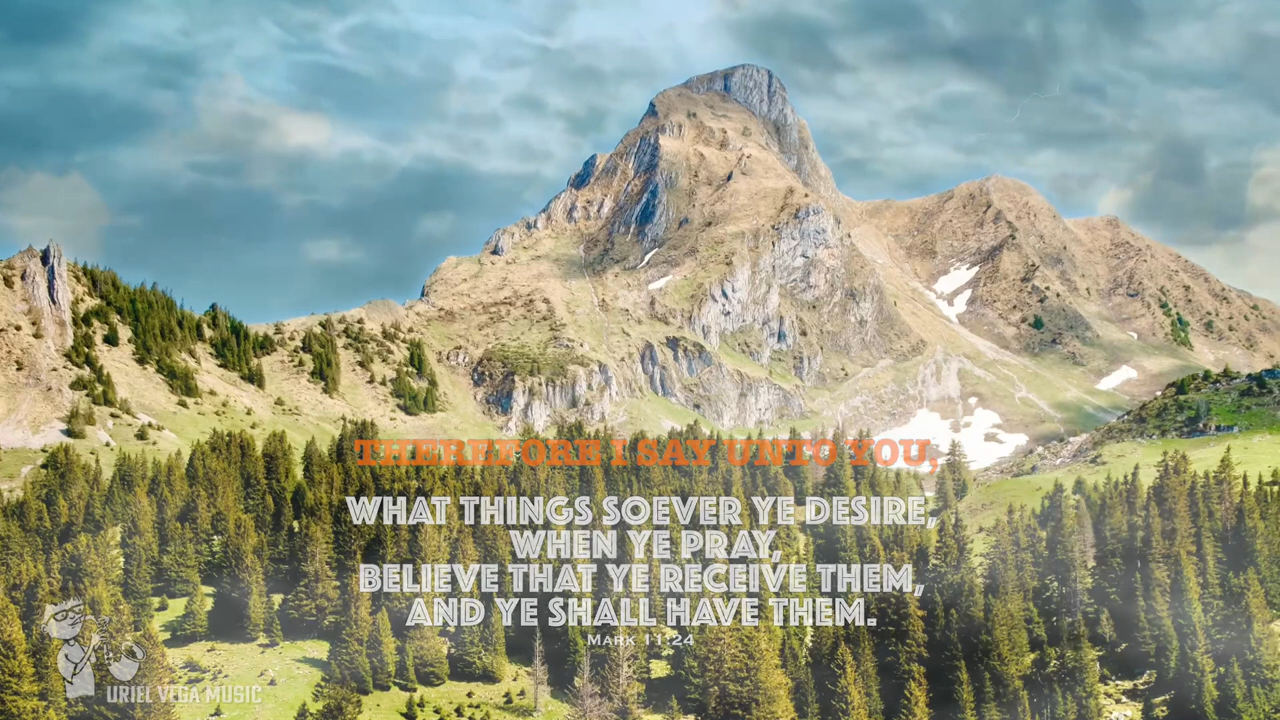 THEREFORE I SAY UNTO YOU,
WHAT THINGS SOEVER YE DESIRE,
WHEN YE PRAY,
BELIEVE THAT YE RECEIVE THEM,
AND YE SHALL HAVE THEM.
Mark 11:24
URIEL VEGA MUSIC